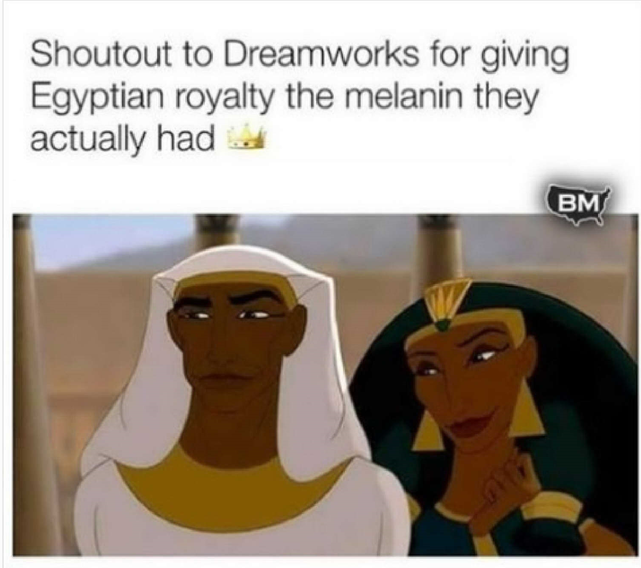 Shoutout to Dreamworks for giving
Egyptian royalty the melanin they
actually had 👑
BM